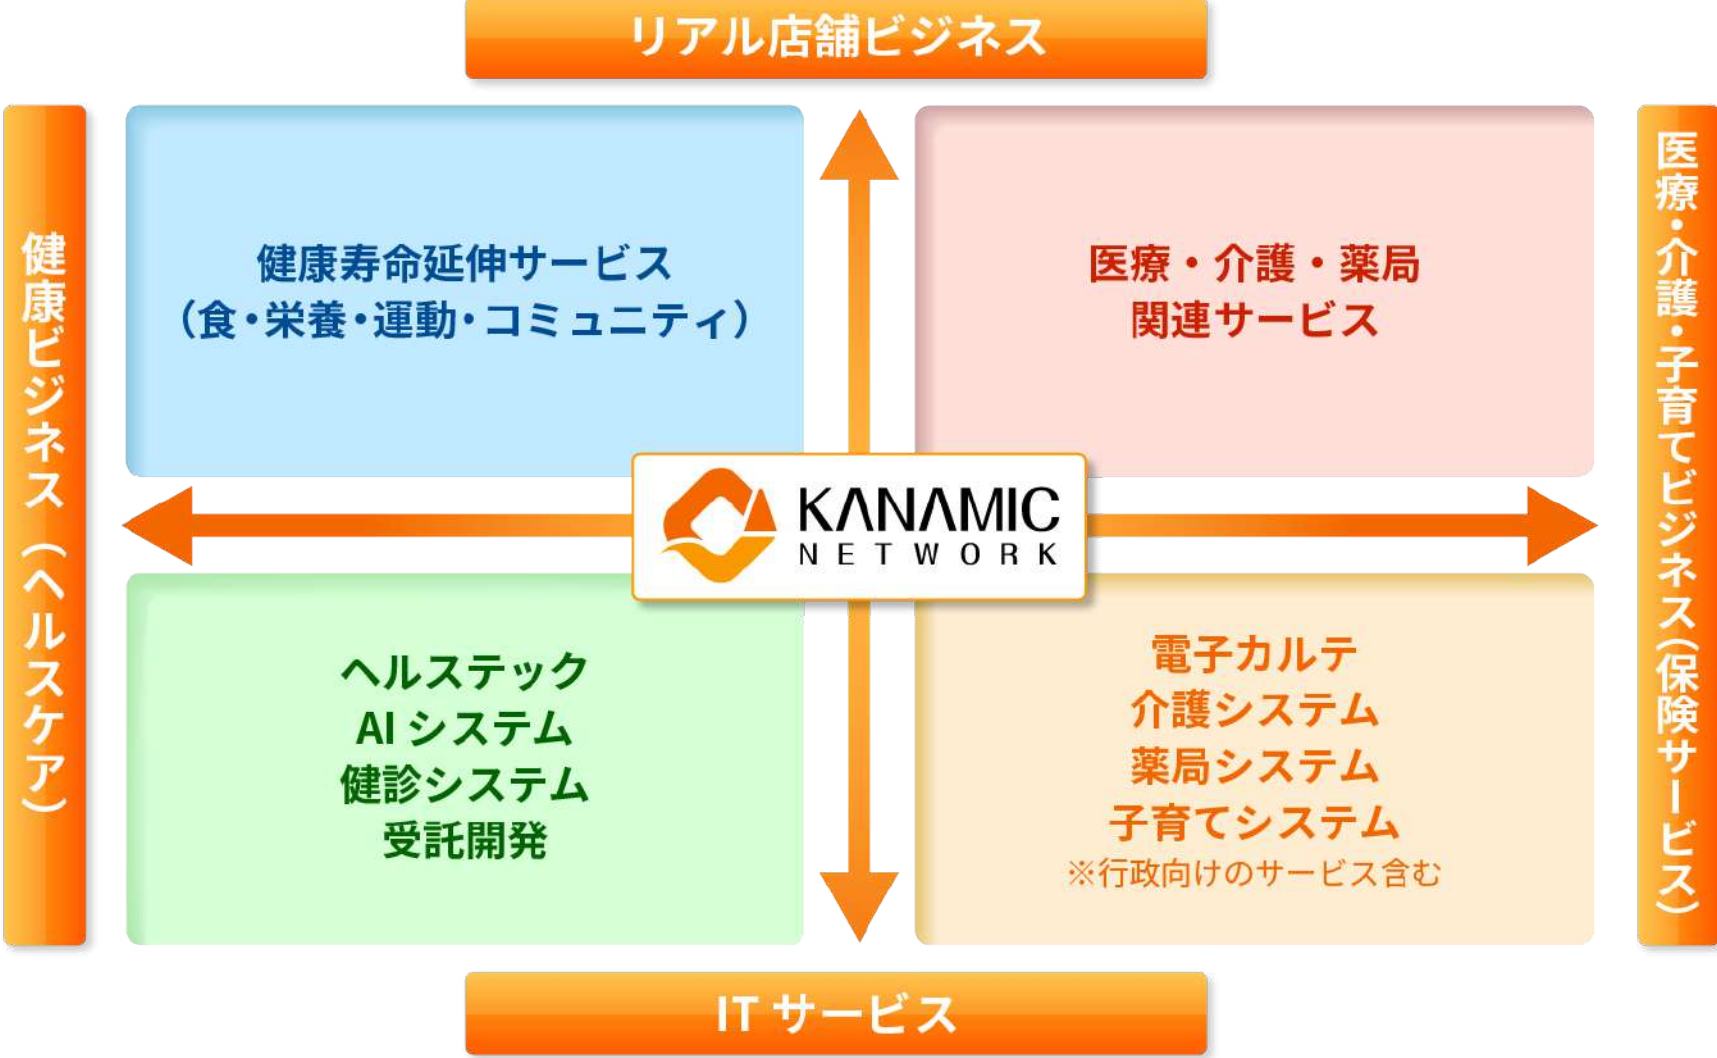 リアル店舗ビジネス
健康ビジネス（ヘルスケア）
健康寿命延伸サービス
（食・栄養・運動・コミュニティ）
医療・介護・薬局
関連サービス
医療・介護・子育てビジネス（保険サービス）
KANAMIC
NETWORK
ヘルステック
AIシステム
健診システム
受託開発
電子カルテ
介護システム
薬局システム
子育てシステム
※行政向けのサービス含む
ITサービス